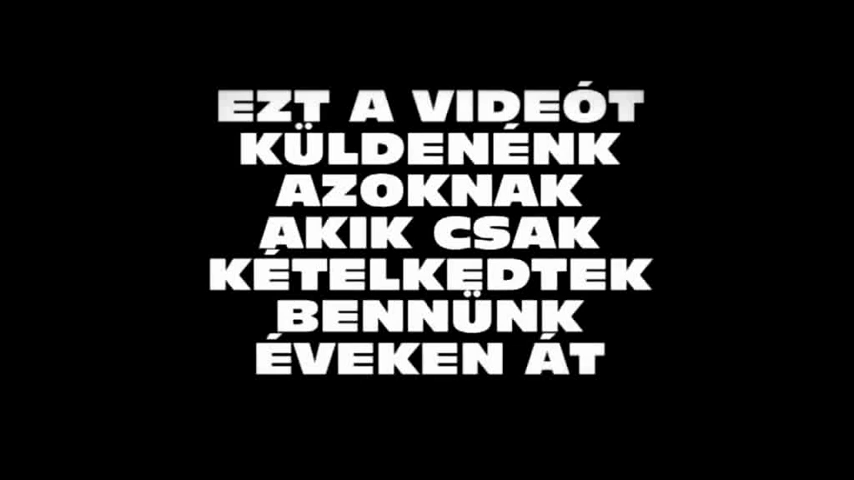 EZT A VIDEÓT
KÜLDENÉNK
AZOKNAK
AKIK CSAK
KÉTELKEDTEK
BENNÜNK
ÉVEKEN ÁT